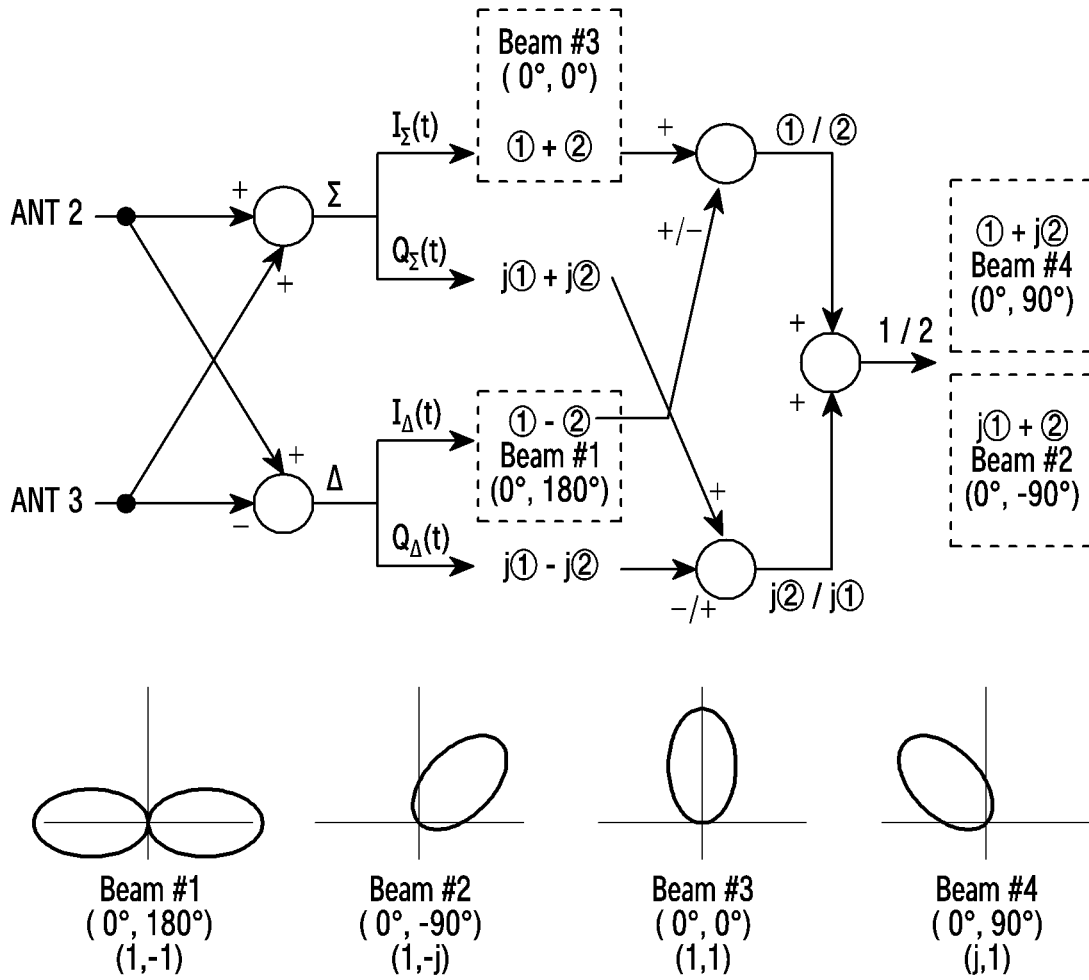 Beam #3
( 0°, 0°)
I_Σ(t)
① + ②
+
① / ②
ANT 2
+
Σ
+
+/−
Q_Σ(t)
j① + j②
① + j②
Beam #4
(0°, 90°)
+
1 / 2
+
I_Δ(t)
① - ②
Beam #1
(0°, 180°)
j① + ②
Beam #2
(0°, -90°)
ANT 3
+
Δ
−
+
Q_Δ(t)
j① - j②
−/+
j② / j①
Beam #1
( 0°, 180°)
(1,-1)
Beam #2
( 0°, -90°)
(1,-j)
Beam #3
( 0°, 0°)
(1,1)
Beam #4
( 0°, 90°)
(j,1)